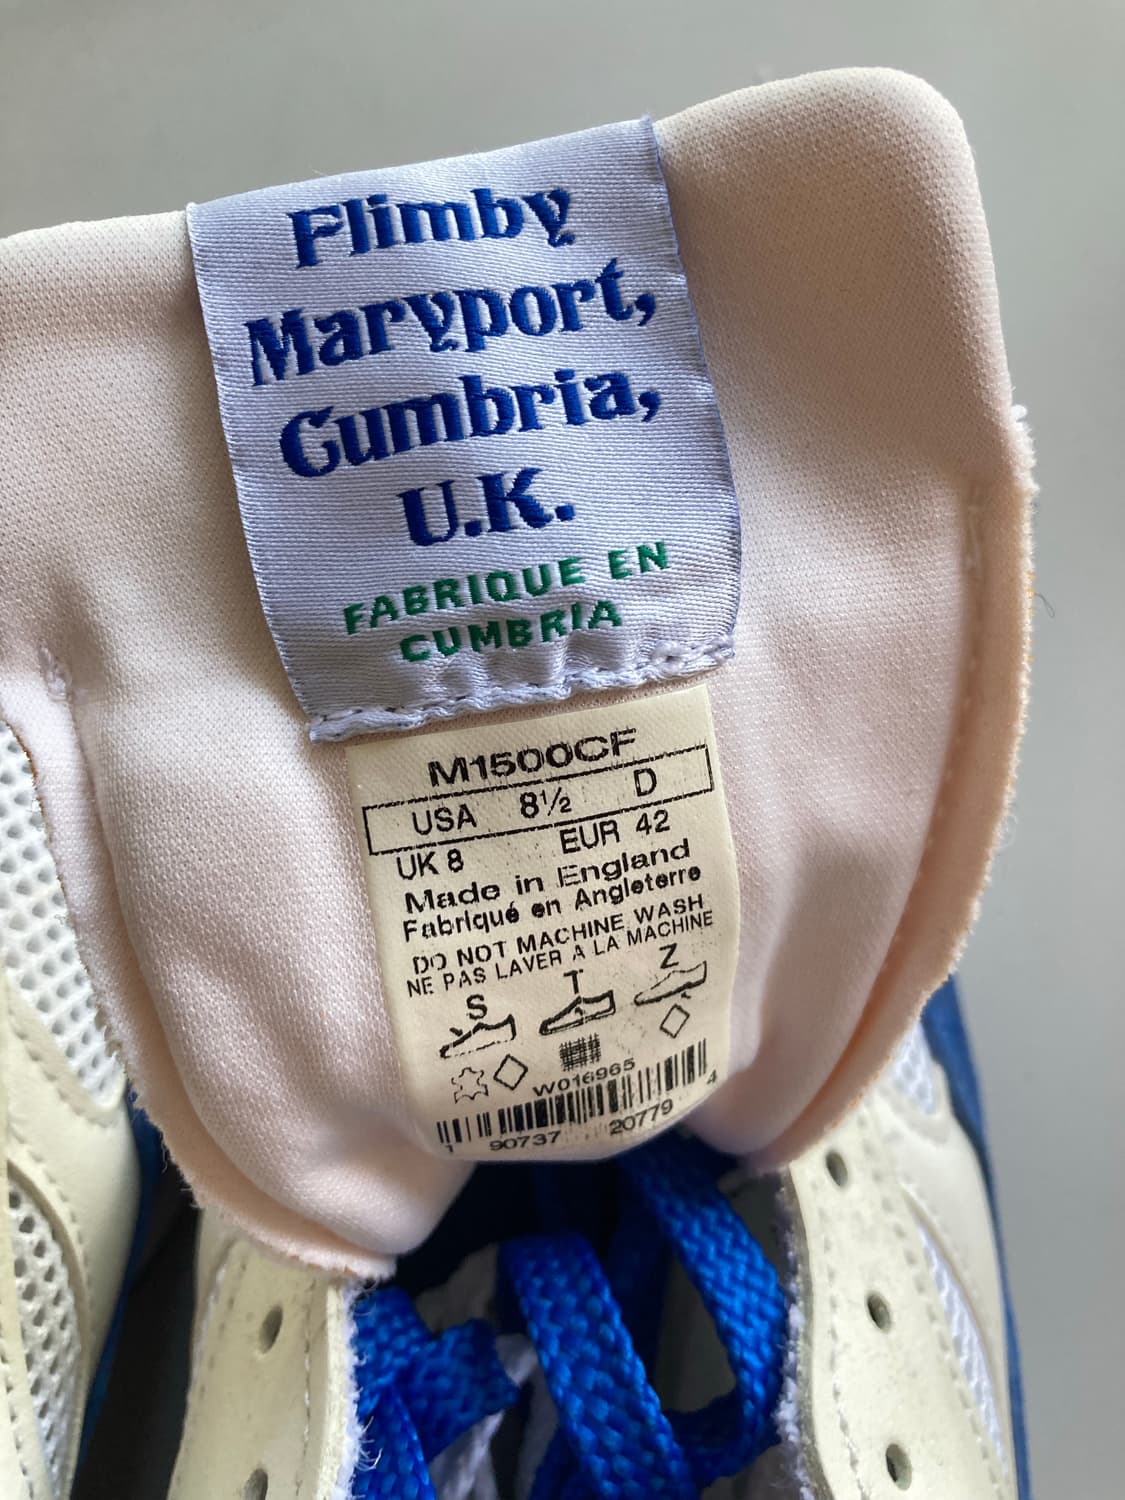 Flimby
Maryport,
Cumbria,
U.K.
FABRIQUE EN
CUMBRIA
M1500CF
USA 8½ D
UK 8 EUR 42
Made in England
Fabriqué en Angleterre
DO NOT MACHINE WASH
NE PAS LAVER A LA MACHINE
S T Z
W016965
1 90737 20779 4